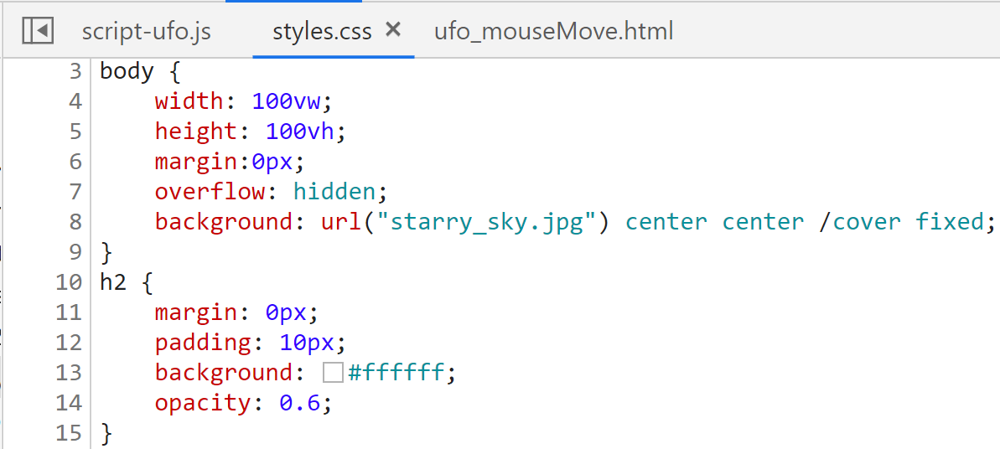 script-ufo.js styles.css × ufo_mouseMove.html
3 body {
4 width: 100vw;
5 height: 100vh;
6 margin:0px;
7 overflow: hidden;
8 background: url("starry_sky.jpg") center center /cover fixed;
9 }
10 h2 {
11 margin: 0px;
12 padding: 10px;
13 background: #ffffff;
14 opacity: 0.6;
15 }